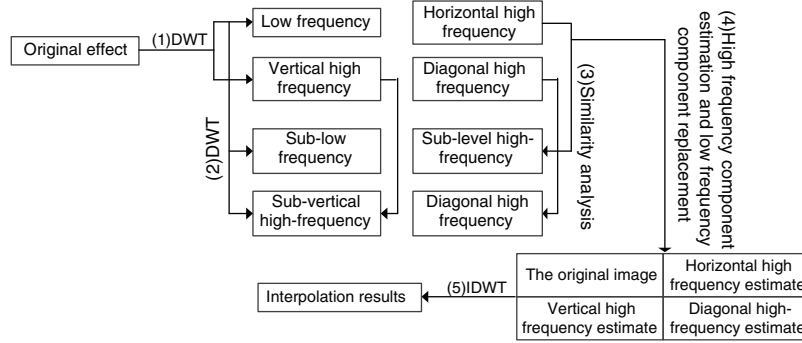 Original effect
(1)DWT
(2)DWT
Low frequency
Vertical high
frequency
Sub-low
frequency
Sub-vertical
high-frequency
Horizontal high
frequency
Diagonal high
frequency
Sub-level high-
frequency
Diagonal high
frequency
(3)Similarity analysis
(4)High frequency component
estimation and low frequency
component replacement
The original image
Horizontal high
frequency estimate
Vertical high
frequency estimate
Diagonal high-
frequency estimate
(5)IDWT
Interpolation results